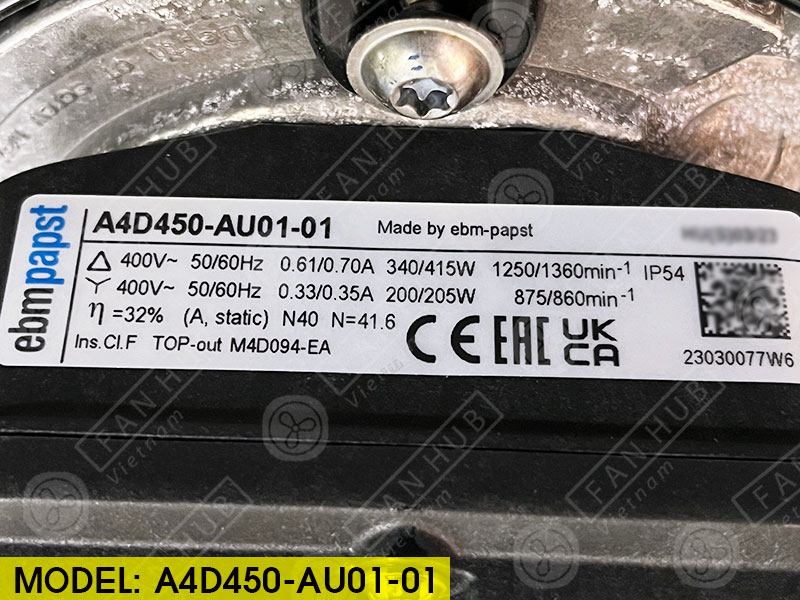 ebmpapst
A4D450-AU01-01 Made by ebm-papst
△ 400V~ 50/60Hz 0.61/0.70A 340/415W 1250/1360min⁻¹ IP54
Y 400V~ 50/60Hz 0.33/0.35A 200/205W 875/860min⁻¹
η =32% (A, static) N40 N=41.6
Ins.Cl.F TOP-out M4D094-EA
CE EAC UK CA
23030077W6
FAN HUB
Vietnam
MODEL: A4D450-AU01-01